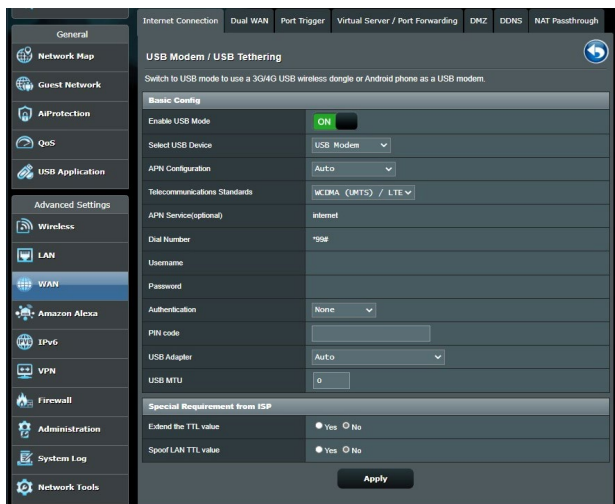 Internet Connection Dual WAN Port Trigger Virtual Server / Port Forwarding DMZ DDNS NAT Passthrough
General
Network Map
Guest Network
AiProtection
QoS
USB Application
Advanced Settings
Wireless
LAN
WAN
Amazon Alexa
IPv6
VPN
Firewall
Administration
System Log
Network Tools
USB Modem / USB Tethering
Switch to USB mode to use a 3G/4G USB wireless dongle or Android phone as a USB modem.
Basic Config
Enable USB Mode ON
Select USB Device USB Modem
APN Configuration Auto
Telecommunications Standards WCDMA (UMTS) / LTE
APN Service(optional) internet
Dial Number *99#
Username
Password
Authentication None
PIN code
USB Adapter Auto
USB MTU 0
Special Requirement from ISP
Extend the TTL value Yes No
Spoof LAN TTL value Yes No
Apply